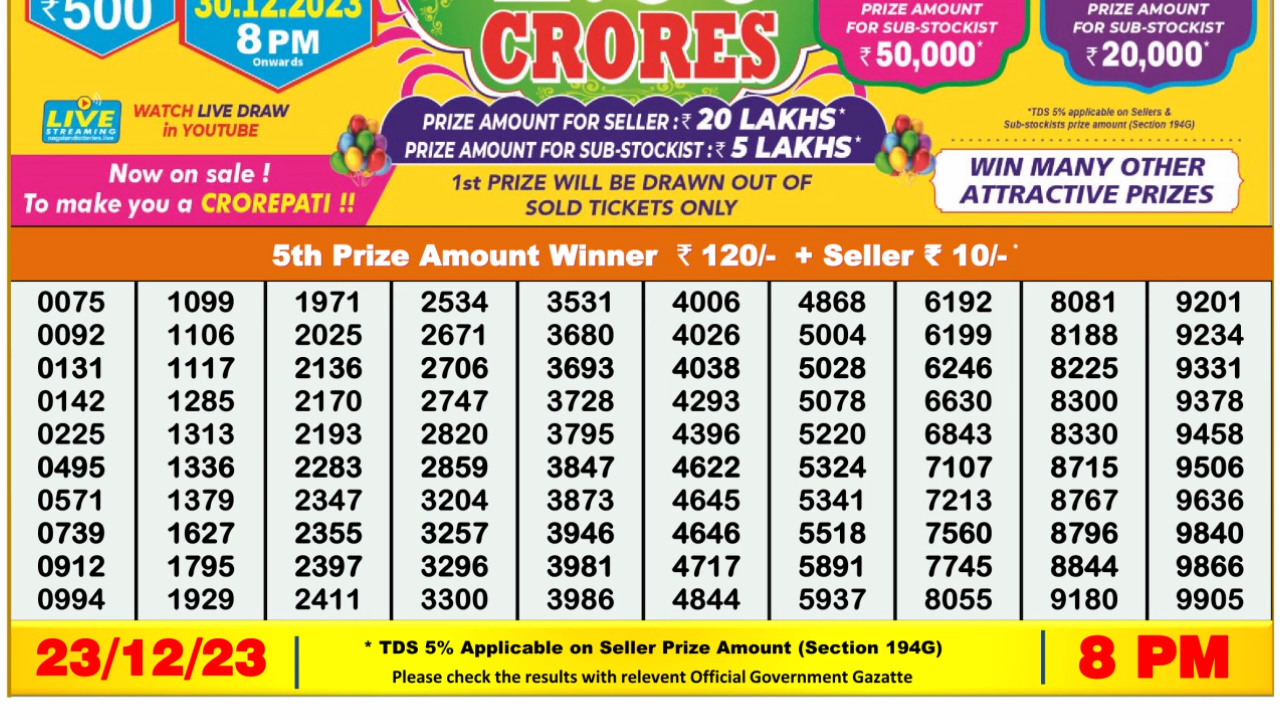 ₹500
30.12.2023
8 PM
Onwards
CRORES
PRIZE AMOUNT
FOR SUB-STOCKIST
₹ 50,000*
PRIZE AMOUNT
FOR SUB-STOCKIST
₹ 20,000*
LIVE
STREAMING
nagalandlotteries.live
WATCH LIVE DRAW
in YOUTUBE
PRIZE AMOUNT FOR SELLER :₹ 20 LAKHS*
PRIZE AMOUNT FOR SUB-STOCKIST :₹ 5 LAKHS*
*TDS 5% applicable on Sellers &
Sub-stockists prize amount (Section 194G)
Now on sale !
To make you a CROREPATI !!
1st PRIZE WILL BE DRAWN OUT OF
SOLD TICKETS ONLY
WIN MANY OTHER
ATTRACTIVE PRIZES
5th Prize Amount Winner ₹ 120/- + Seller ₹ 10/-*
0075 1099 1971 2534 3531 4006 4868 6192 8081 9201
0092 1106 2025 2671 3680 4026 5004 6199 8188 9234
0131 1117 2136 2706 3693 4038 5028 6246 8225 9331
0142 1285 2170 2747 3728 4293 5078 6630 8300 9378
0225 1313 2193 2820 3795 4396 5220 6843 8330 9458
0495 1336 2283 2859 3847 4622 5324 7107 8715 9506
0571 1379 2347 3204 3873 4645 5341 7213 8767 9636
0739 1627 2355 3257 3946 4646 5518 7560 8796 9840
0912 1795 2397 3296 3981 4717 5891 7745 8844 9866
0994 1929 2411 3300 3986 4844 5937 8055 9180 9905
23/12/23
* TDS 5% Applicable on Seller Prize Amount (Section 194G)
Please check the results with relevent Official Government Gazatte
8 PM